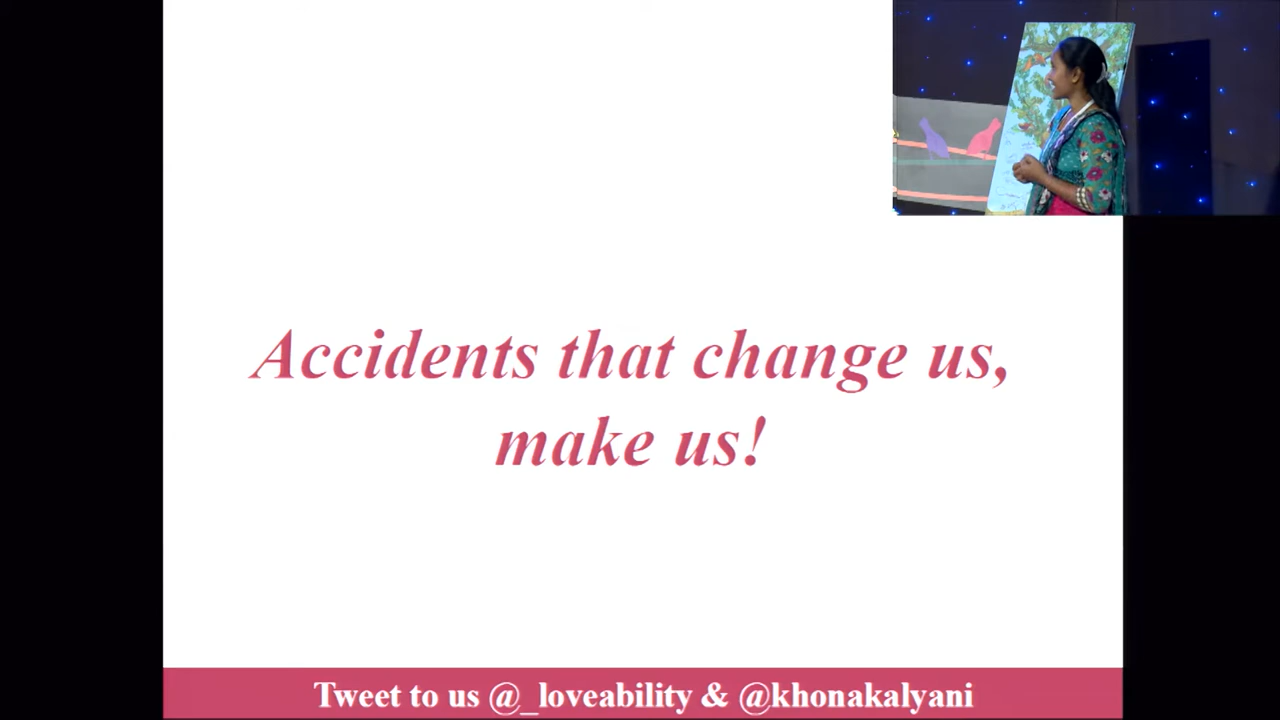 Accidents that change us,
make us!
Tweet to us @_loveability & @khonakalyani